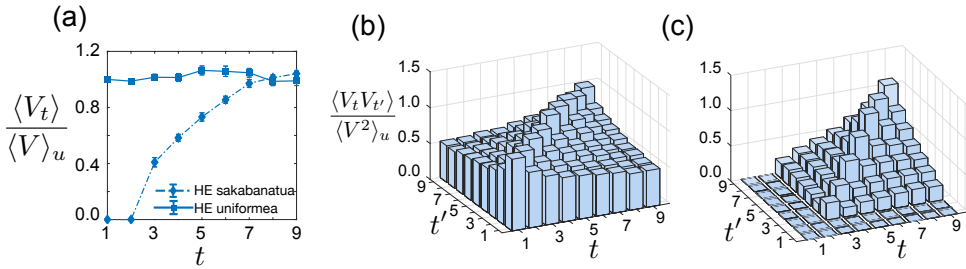 (a)
⟨V_t⟩
⟨V⟩_u
1.2
0.8
0.4
0.0
1 3 5 7 9
t
HE sakabanatua
HE uniformea
(b)
⟨V_t V_{t'}⟩
⟨V^2⟩_u
1.5
1.0
0.5
0.0
9 7 5 3 1
t'
1 3 5 7 9
t
(c)
1.5
1.0
0.5
0.0
9 7 5 3 1
t'
1 3 5 7 9
t